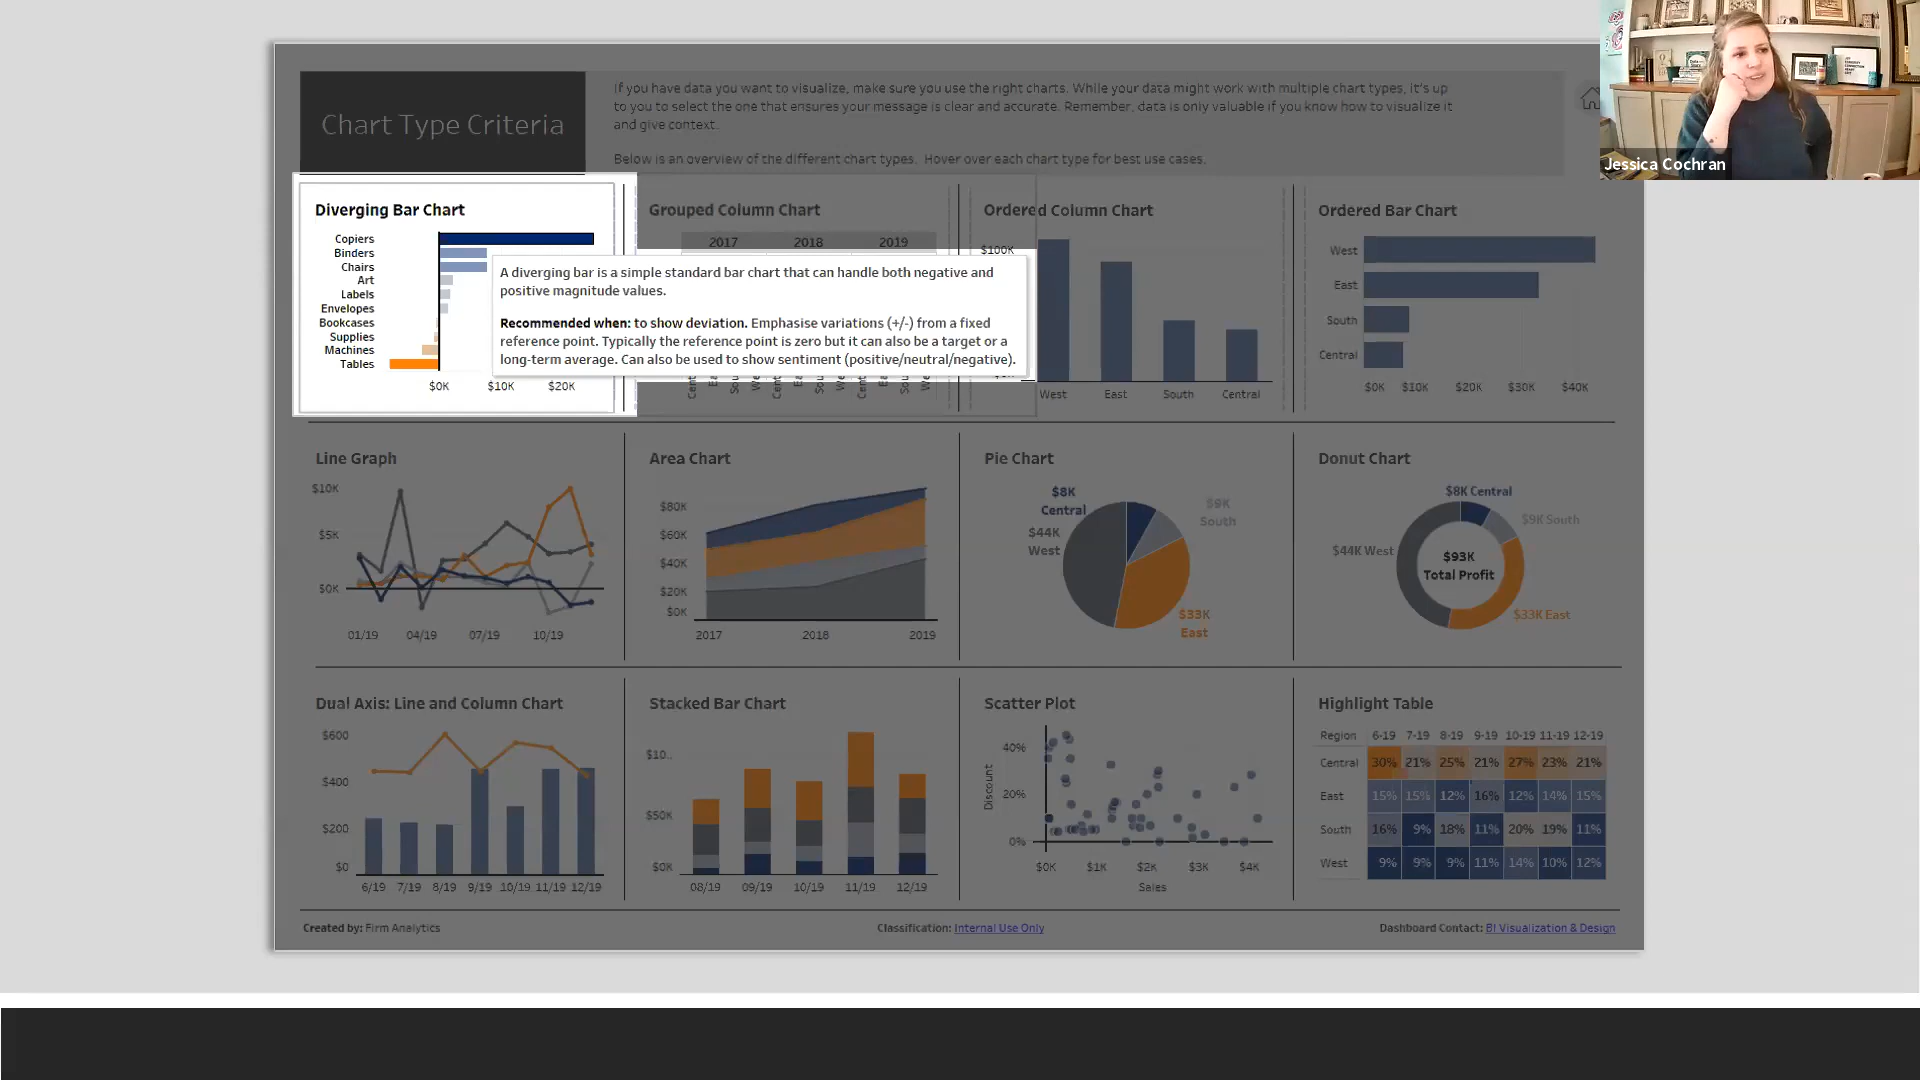 Jessica Cochran
Chart Type Criteria
If you have data you want to visualize, make sure you use the right charts. While your data might work with multiple chart types, it's up
to you to select the one that ensures your message is clear and accurate. Remember, data is only valuable if you know how to visualize it
and give context.
Below is an overview of the different chart types. Hover over each chart type for best use cases.
Diverging Bar Chart
Copiers
Binders
Chairs
Art
Labels
Envelopes
Bookcases
Supplies
Machines
Tables
$0K $10K $20K
A diverging bar is a simple standard bar chart that can handle both negative and
positive magnitude values.
Recommended when: to show deviation. Emphasise variations (+/-) from a fixed
reference point. Typically the reference point is zero but it can also be a target or a
long-term average. Can also be used to show sentiment (positive/neutral/negative).
Grouped Column Chart
2017 2018 2019
Ordered Column Chart
$100K
West East South Central
Ordered Bar Chart
West
East
South
Central
$0K $10K $20K $30K $40K
Line Graph
$10K
$5K
$0K
01/19 04/19 07/19 10/19
Area Chart
$80K
$60K
$40K
$20K
$0K
2017 2018 2019
Pie Chart
$8K
Central
$9K
South
$44K
West
$33K
East
Donut Chart
$8K Central
$9K South
$44K West
$93K
Total Profit
$33K East
Dual Axis: Line and Column Chart
$600
$400
$200
$0
6/19 7/19 8/19 9/19 10/19 11/19 12/19
Stacked Bar Chart
$10..
$50K
$0K
08/19 09/19 10/19 11/19 12/19
Scatter Plot
Discount
40%
20%
0%
$0K $1K $2K $3K $4K
Sales
Highlight Table
Region 6-19 7-19 8-19 9-19 10-19 11-19 12-19
Central 30% 21% 25% 21% 27% 23% 21%
East 15% 15% 12% 16% 12% 14% 15%
South 16% 9% 18% 11% 20% 19% 11%
West 9% 9% 9% 11% 14% 10% 12%
Created by: Firm Analytics
Classification: Internal Use Only
Dashboard Contact: BI Visualization & Design